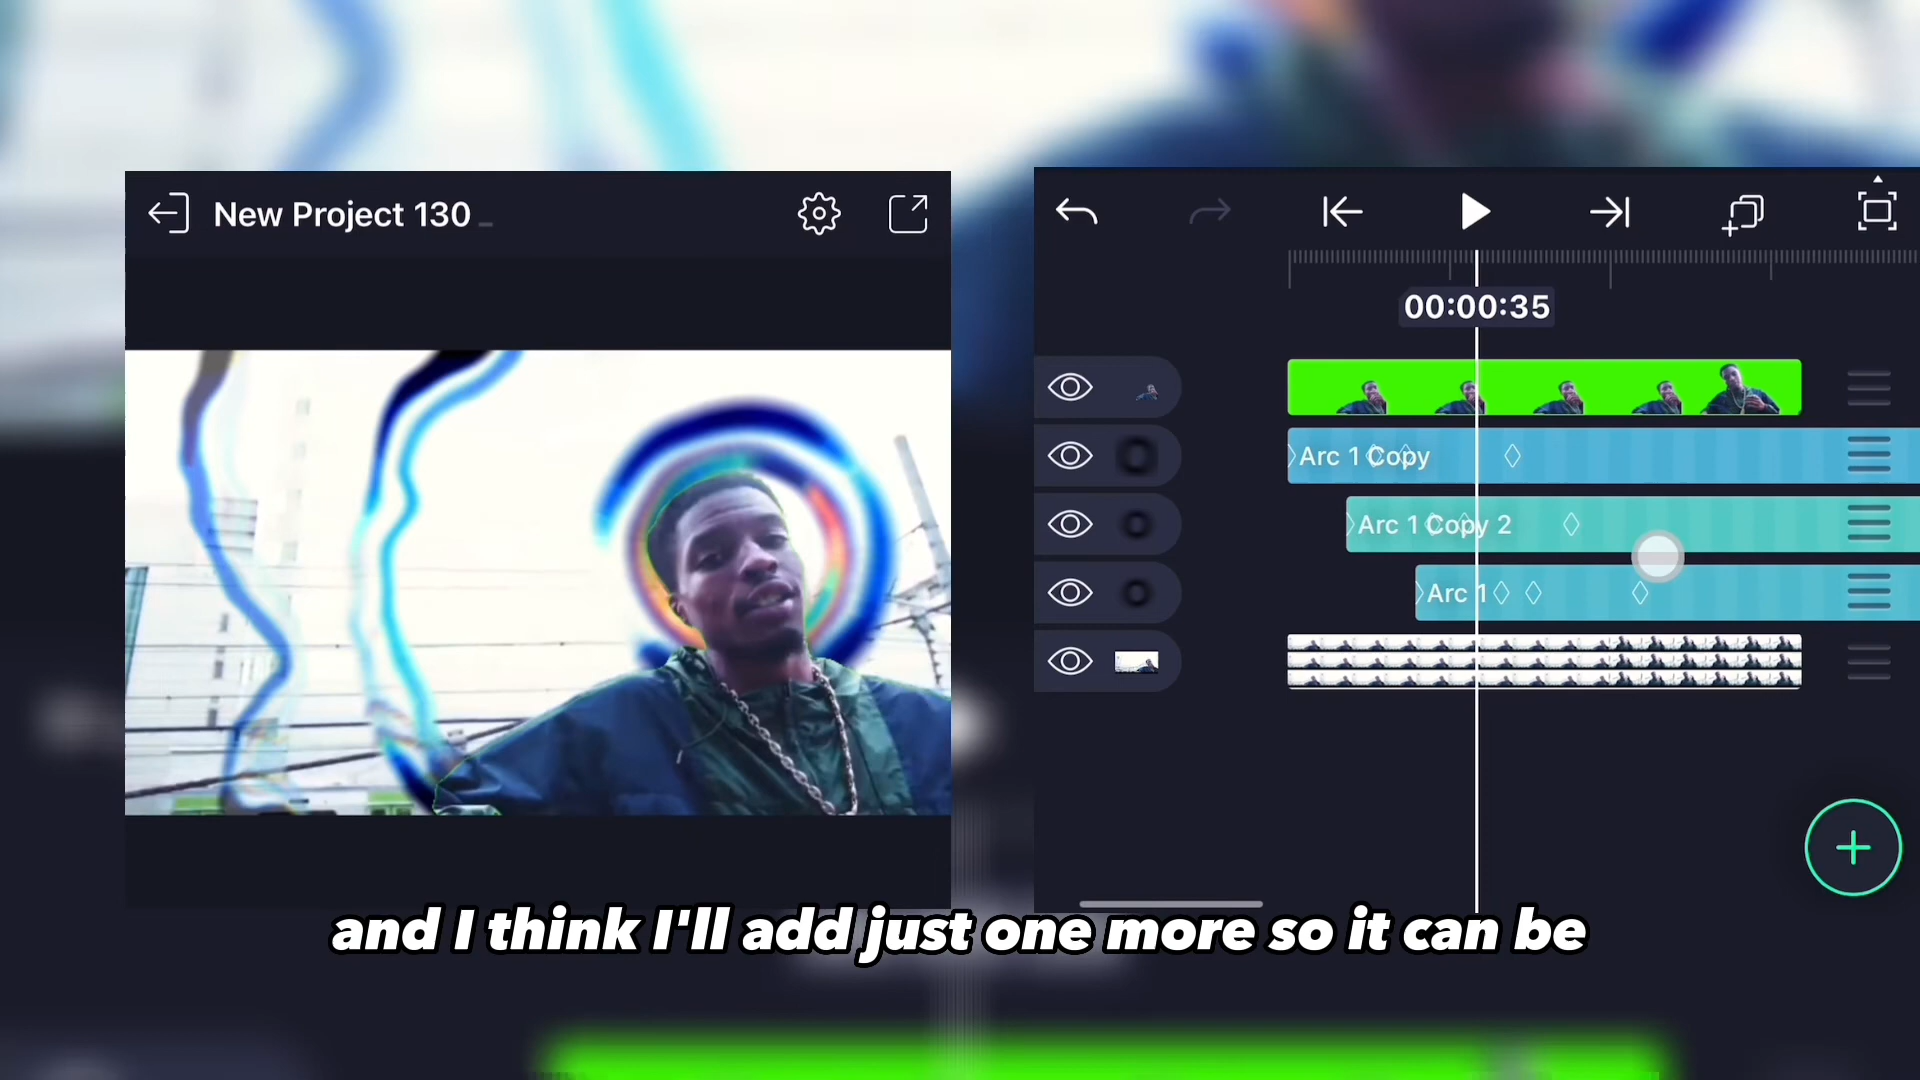 New Project 130
00:00:35
Arc 1 Copy
Arc 1 Copy 2
Arc 1
and I think I'll add just one more so it can be